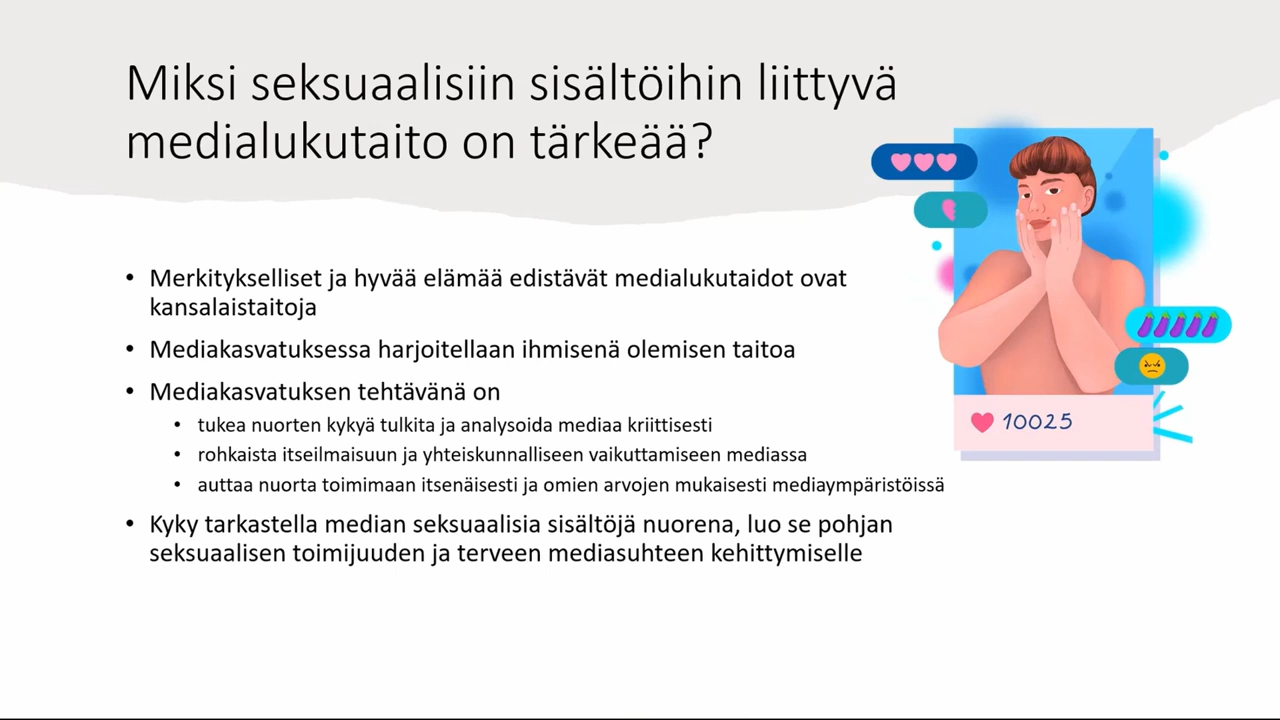 Miksi seksuaalisiin sisältöihin liittyvä
medialukutaito on tärkeää?
• Merkitykselliset ja hyvää elämää edistävät medialukutaidot ovat
kansalaistaitoja
• Mediakasvatuksessa harjoitellaan ihmisenä olemisen taitoa
• Mediakasvatuksen tehtävänä on
• tukea nuorten kykyä tulkita ja analysoida mediaa kriittisesti
• rohkaista itseilmaisuun ja yhteiskunnalliseen vaikuttamiseen mediassa
• auttaa nuorta toimimaan itsenäisesti ja omien arvojen mukaisesti mediaympäristöissä
• Kyky tarkastella median seksuaalisia sisältöjä nuorena, luo se pohjan
seksuaalisen toimijuuden ja terveen mediasuhteen kehittymiselle
10025